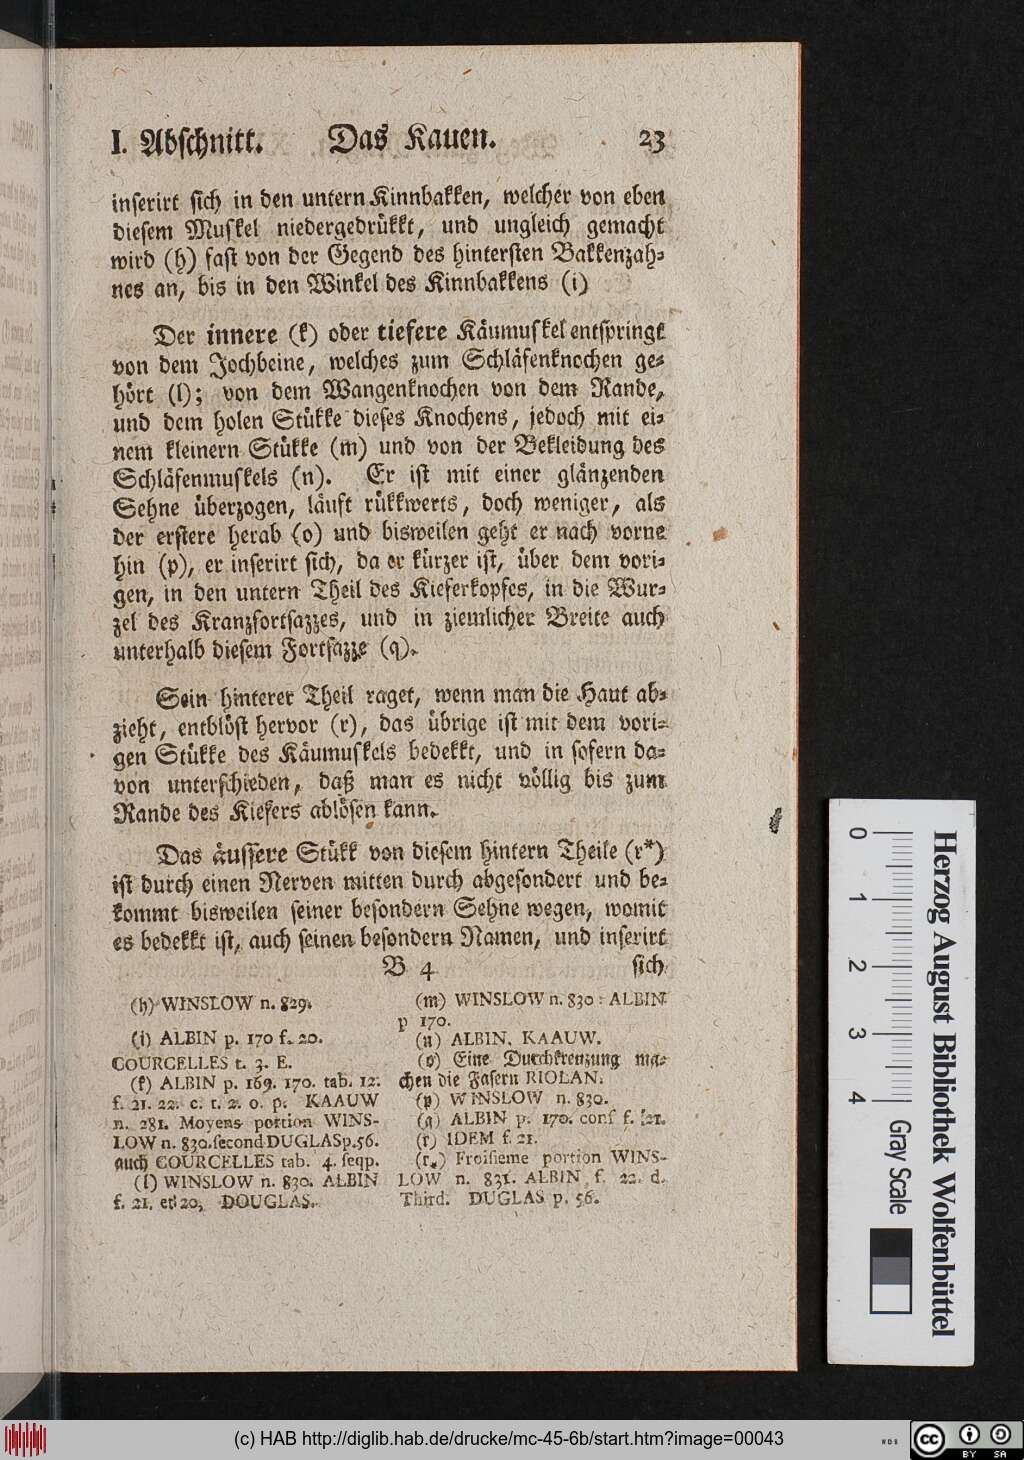 I. Abschnitt. Das Kauen. 23
inserirt sich in den untern Kinnbakken, welcher von eben
diesem Muskel niedergedrükkt, und ungleich gemacht
wird (h) fast von der Gegend des hintersten Bakkenzah-
nes an, bis in den Winkel des Kinnbakkens (i)
Der innere (k) oder tiefere Käumuskel entspringt
von dem Jochbeine, welches zum Schläfenknochen ge-
hört (l); von dem Wangenknochen von dem Rande,
und dem holen Stükke dieses Knochens, jedoch mit ei-
nem kleinern Stükke (m) und von der Bekleidung des
Schläfenmuskels (n). Er ist mit einer glänzenden
Sehne überzogen, läuft rükkwerts, doch weniger, als
der erstere herab (o) und bisweilen geht er nach vorne
hin (p), er inserirt sich, da er kürzer ist, über dem vori-
gen, in den untern Theil des Kieferkopfes, in die Wur-
zel des Kranzfortsazzes, und in ziemlicher Breite auch
unterhalb diesem Fortsazze (q).
Sein hinterer Theil raget, wenn man die Haut ab-
zieht, entblöst hervor (r), das übrige ist mit dem vori-
gen Stükke des Käumuskels bedekkt, und in sofern da-
von unterschieden, daß man es nicht völlig bis zum
Rande des Kiefers ablösen kann.
Das äussere Stükk von diesem hintern Theile (r*)
ist durch einen Nerven mitten durch abgesondert und be-
kommt bisweilen seiner besondern Sehne wegen, womit
es bedekkt ist, auch seinen besondern Namen, und inserirt
B 4 sich
(h) WINSLOW n. 829.
(i) ALBIN p. 170 f. 20.
COURCELLES t. 3. E.
(k) ALBIN p. 169. 170. tab. 12.
f. 21. 22. c. t. 2. o. p. KAAUW
n. 281. Moyens portion WINS-
LOW n. 830. second DUGLAS p. 56.
auch COURCELLES tab. 4. seqp.
(l) WINSLOW n. 830. ALBIN
f. 21. et 20, DOUGLAS.
(m) WINSLOW n. 830. ALBIN
p 170.
(n) ALBIN. KAAUW.
(o) Eine Durchkreuzung ma-
chen die Fasern RIOLAN.
(p) WINSLOW n. 830.
(q) ALBIN p. 170. conf f. 21.
(r) IDEM f. 21.
(r*) Froisieme portion WINS-
LOW n. 831. ALBIN f. 22. d.
Third. DUGLAS p. 56.
0 1 2 3 4
Herzog August Bibliothek Wolfenbüttel
Gray Scale
(c) HAB http://diglib.hab.de/drucke/mc-45-6b/start.htm?image=00043
cc BY SA